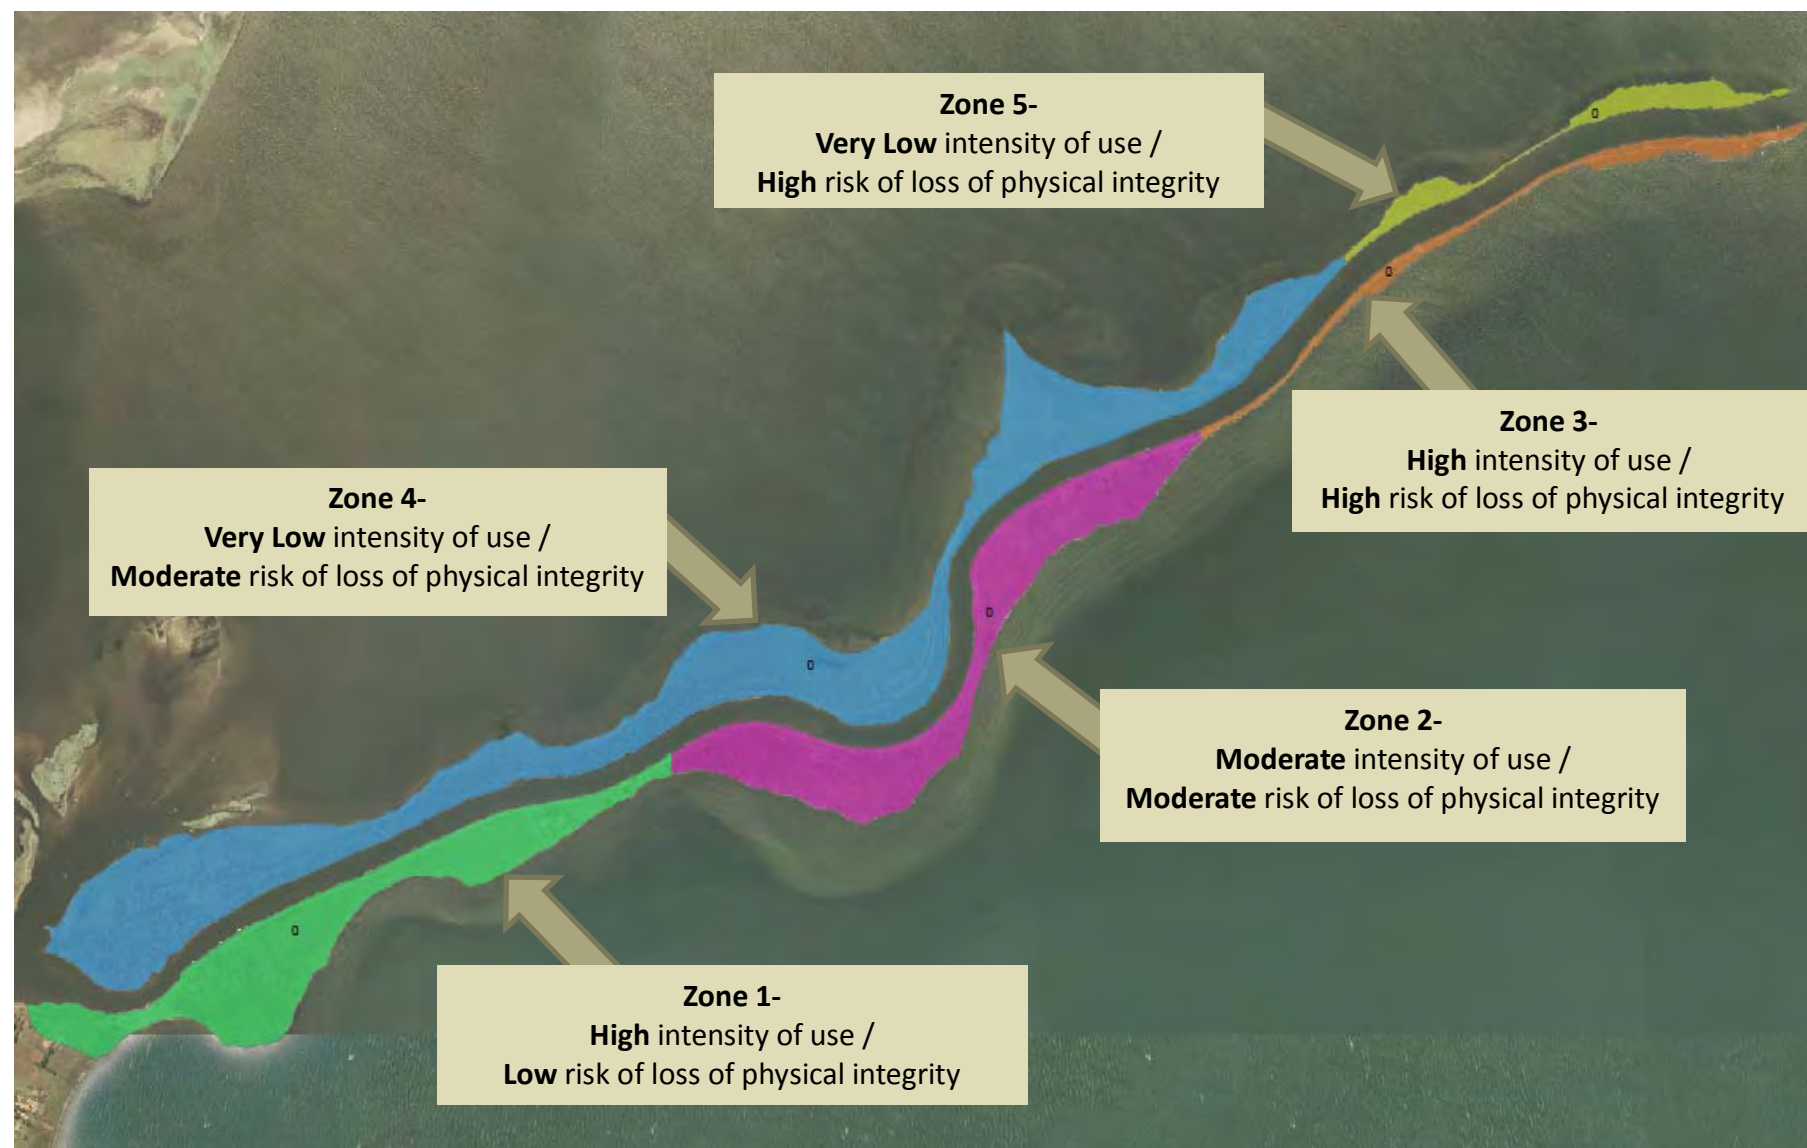 Zone 5-
Very Low intensity of use /
High risk of loss of physical integrity
Zone 3-
High intensity of use /
High risk of loss of physical integrity
Zone 4-
Very Low intensity of use /
Moderate risk of loss of physical integrity
Zone 2-
Moderate intensity of use /
Moderate risk of loss of physical integrity
Zone 1-
High intensity of use /
Low risk of loss of physical integrity